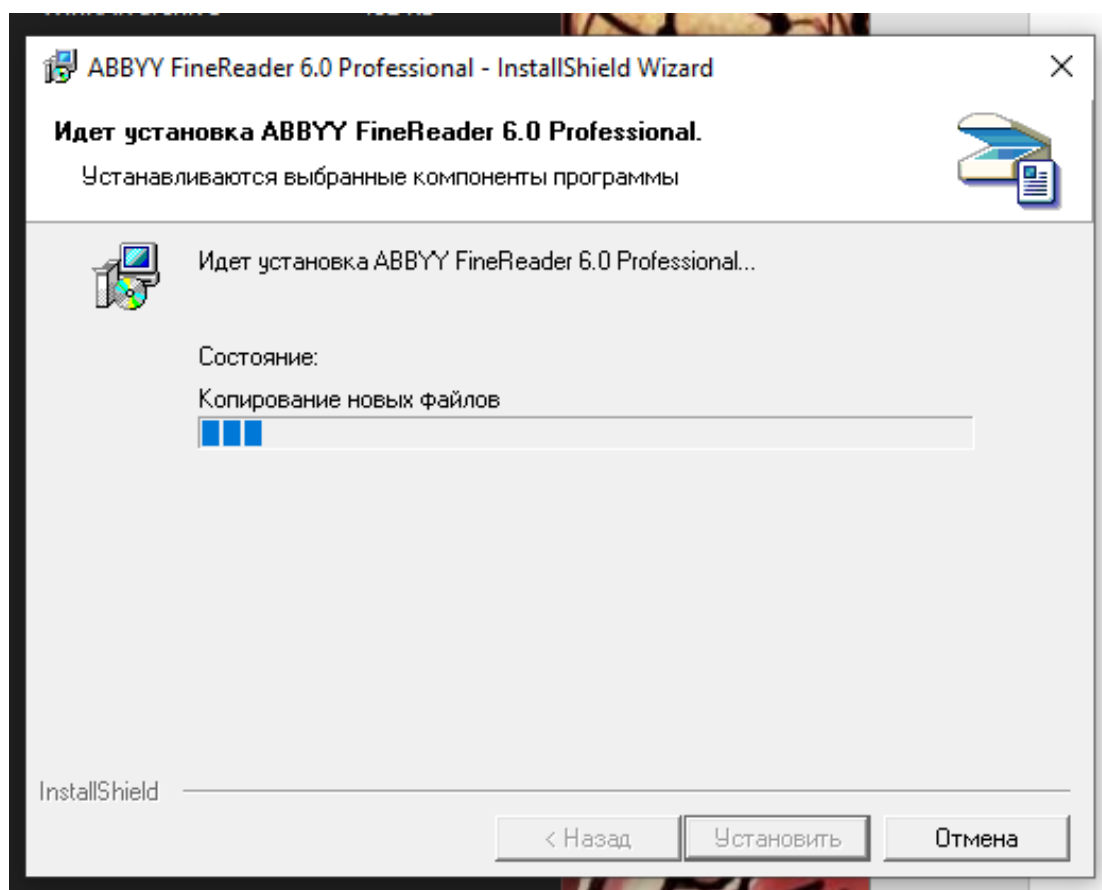 ABBYY FineReader 6.0 Professional - InstallShield Wizard
Идет установка ABBYY FineReader 6.0 Professional.
Устанавливаются выбранные компоненты программы
Идет установка ABBYY FineReader 6.0 Professional...
Состояние:
Копирование новых файлов
InstallShield
< Назад Установить Отмена